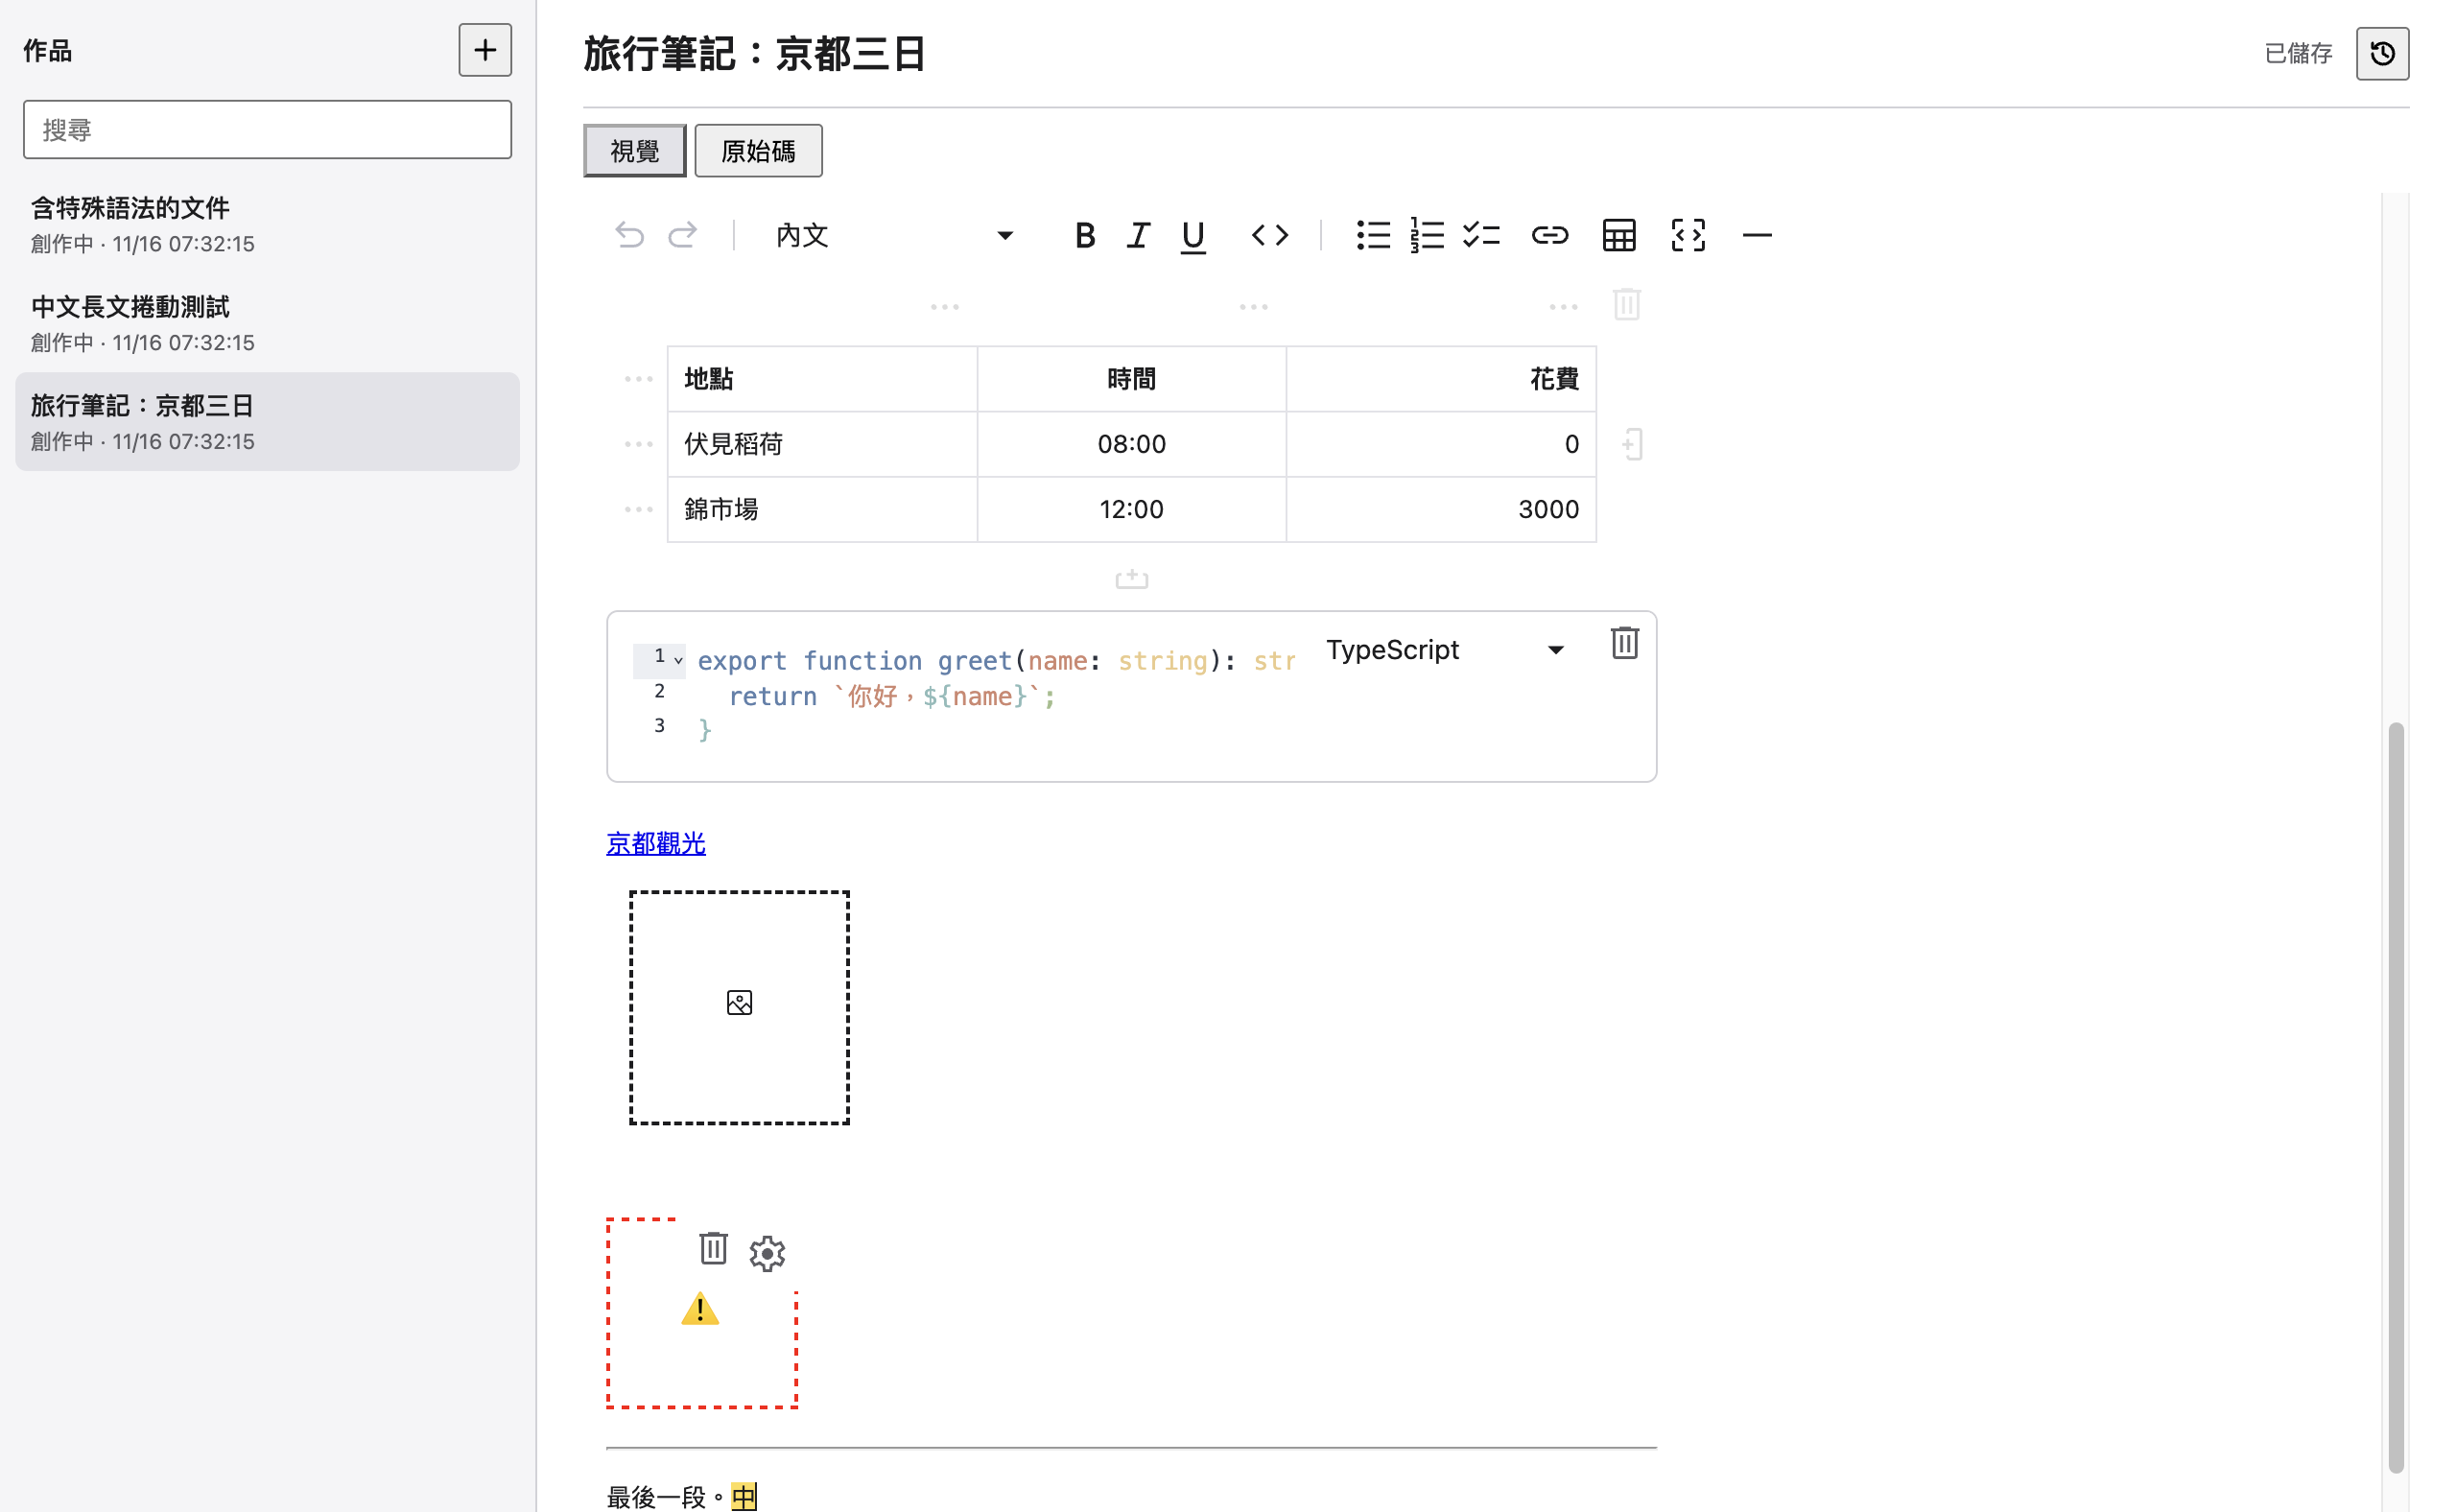 作品
搜尋
含特殊語法的文件
創作中 · 11/16 07:32:15
中文長文捲動測試
創作中 · 11/16 07:32:15
旅行筆記：京都三日
創作中 · 11/16 07:32:15
旅行筆記：京都三日
已儲存
視覺 原始碼
內文
地點 時間 花費
伏見稻荷 08:00 0
錦市場 12:00 3000
TypeScript
1 export function greet(name: string): str
2 return `你好，${name}`;
3 }
京都觀光
最後一段。中